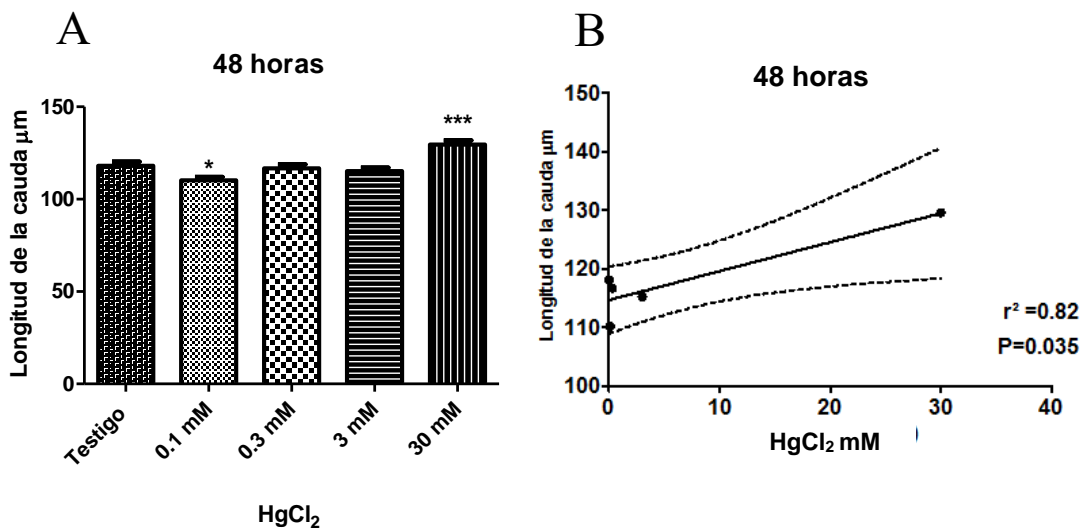 A
48 horas
Longitud de la cauda µm
150
100
50
0
*
***
Testigo
0.1 mM
0.3 mM
3 mM
30 mM
HgCl₂
B
48 horas
Longitud de la cauda µm
150
140
130
120
110
100
0
10
20
30
40
r² =0.82
P=0.035
HgCl₂ mM